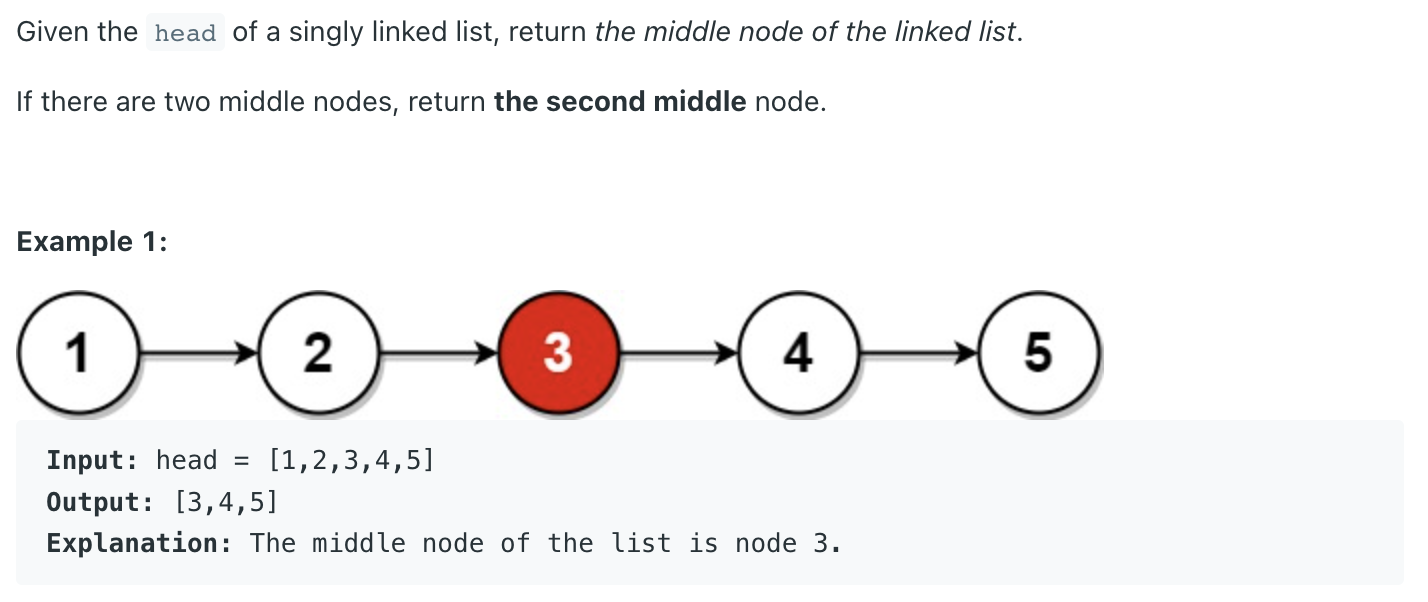 Given the head of a singly linked list, return the middle node of the linked list.
If there are two middle nodes, return the second middle node.
Example 1:
1 2 3 4 5
Input: head = [1,2,3,4,5]
Output: [3,4,5]
Explanation: The middle node of the list is node 3.